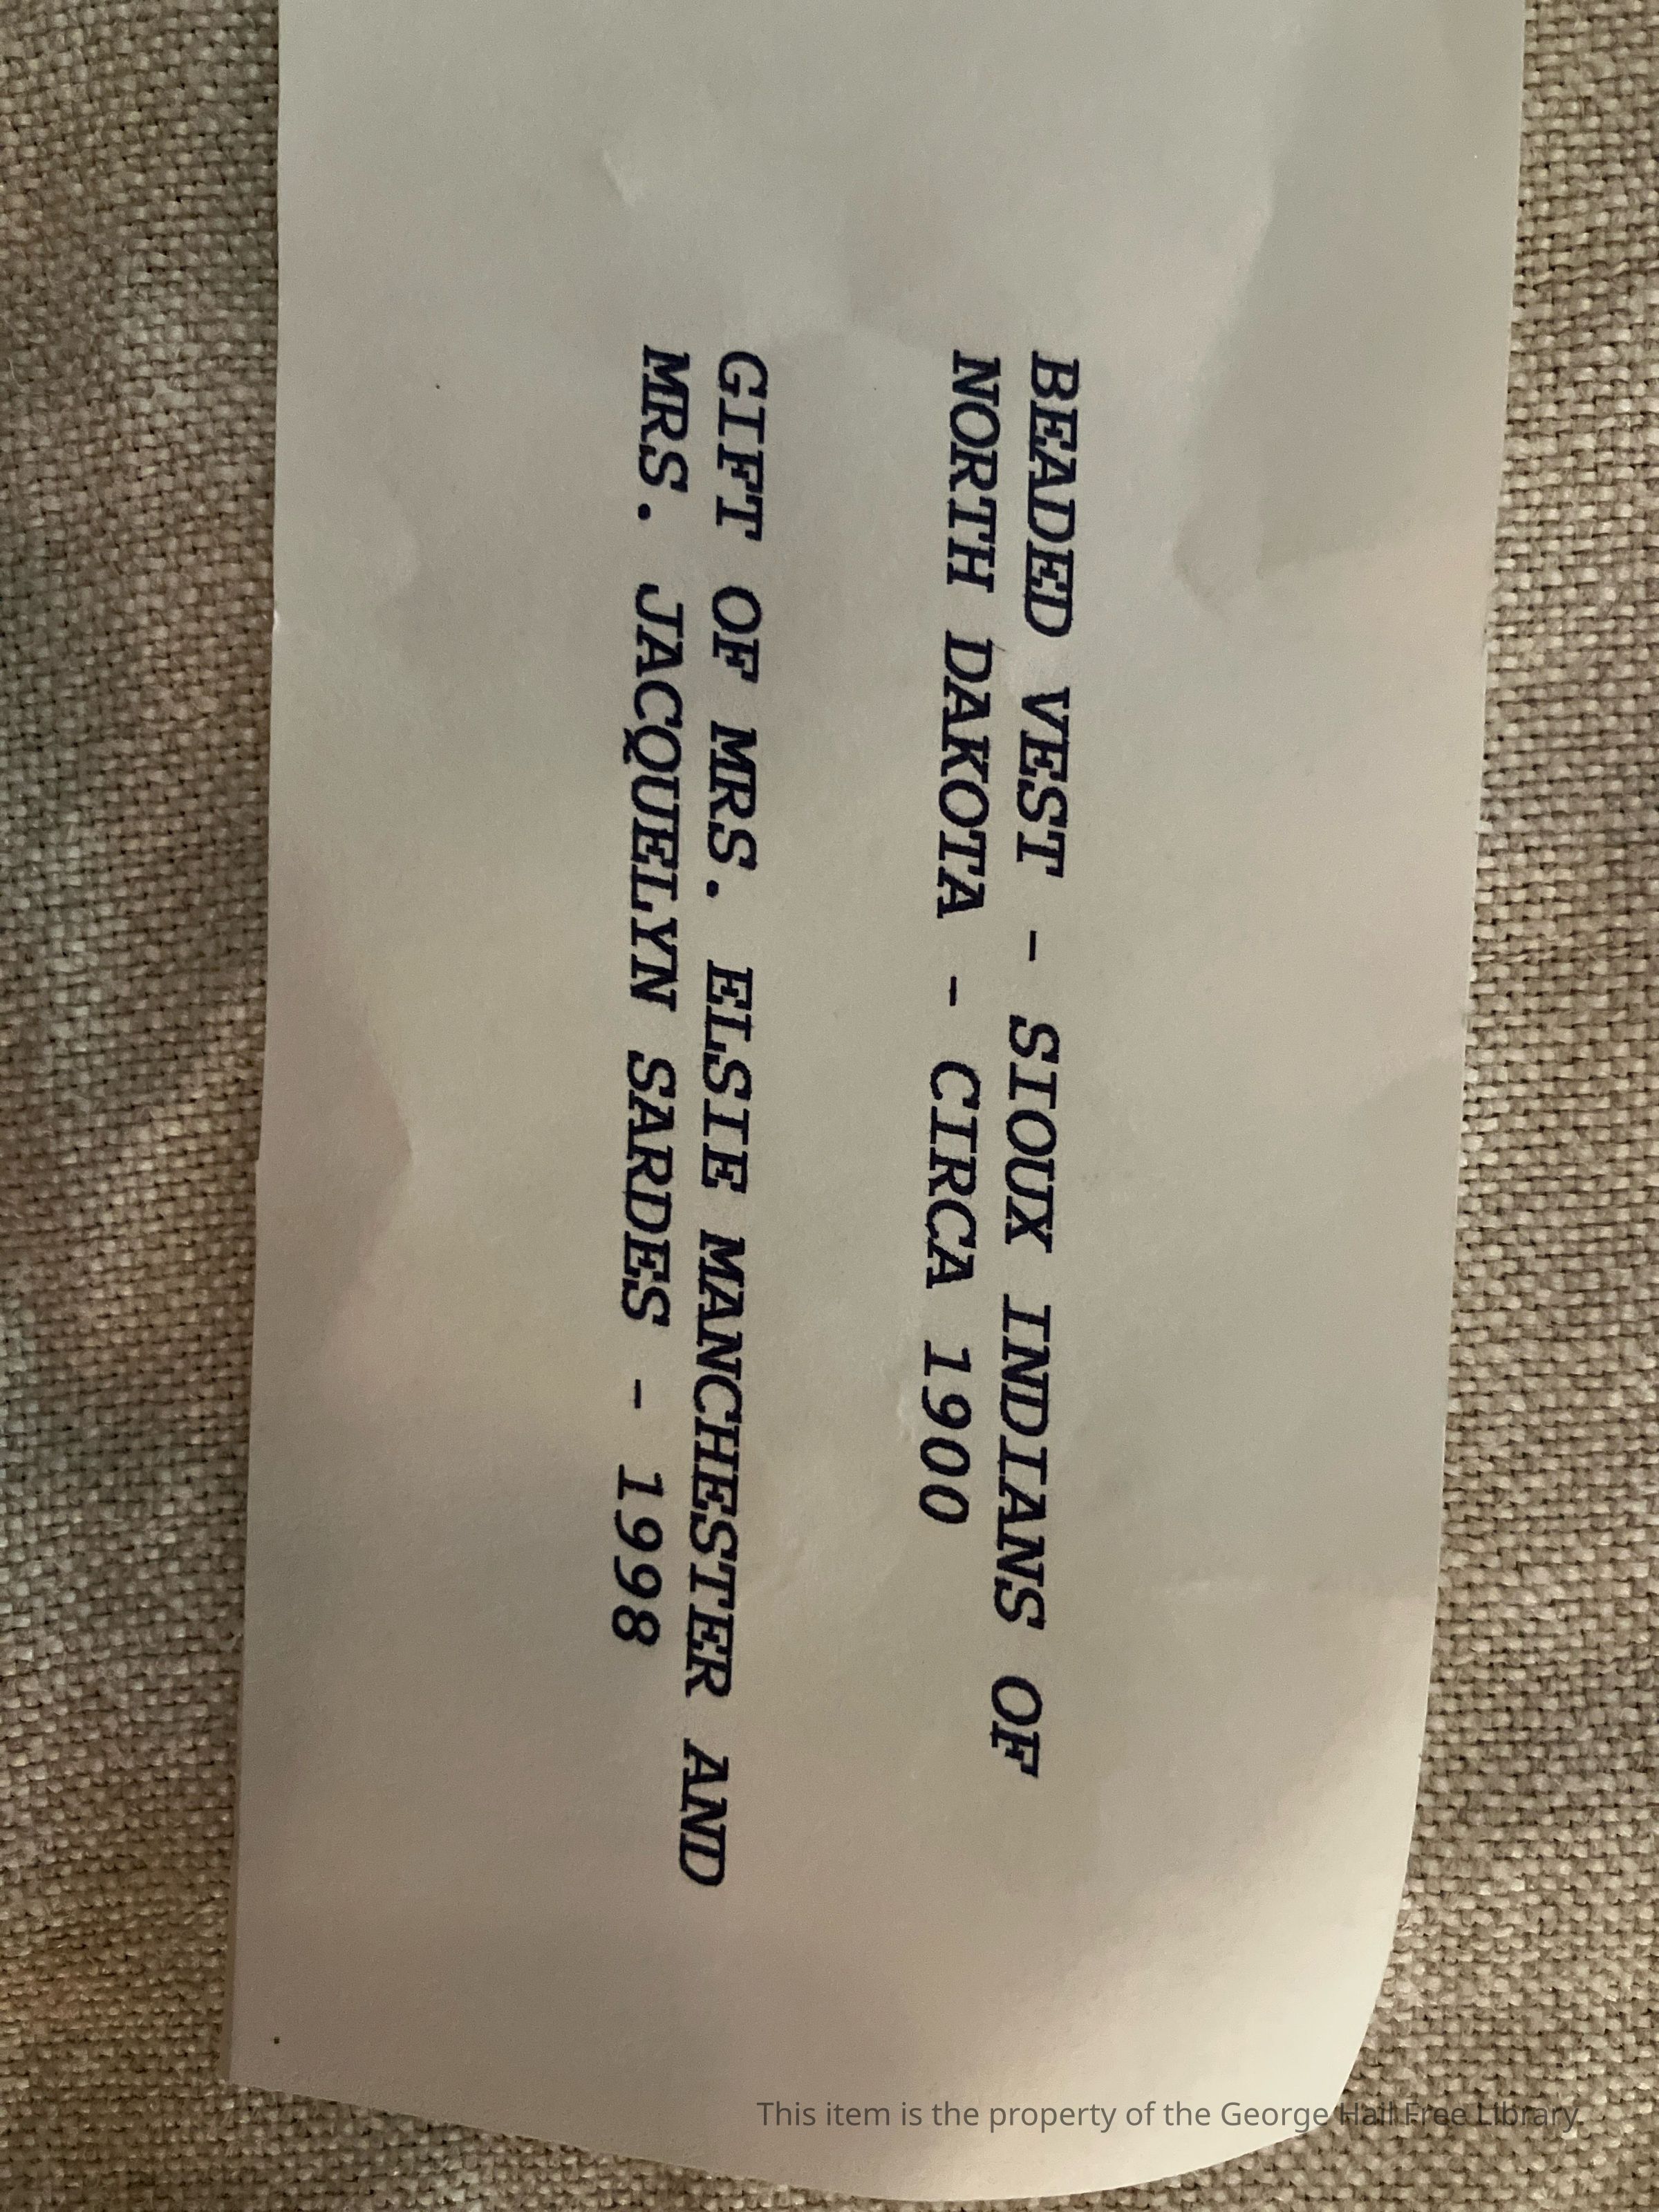 BEADED VEST - SIOUX INDIANS OF
NORTH DAKOTA - CIRCA 1900
GIFT OF MRS. ELSIE MANCHESTER AND
MRS. JACQUELYN SARDES - 1998
This item is the property of the George Hail Free Library.